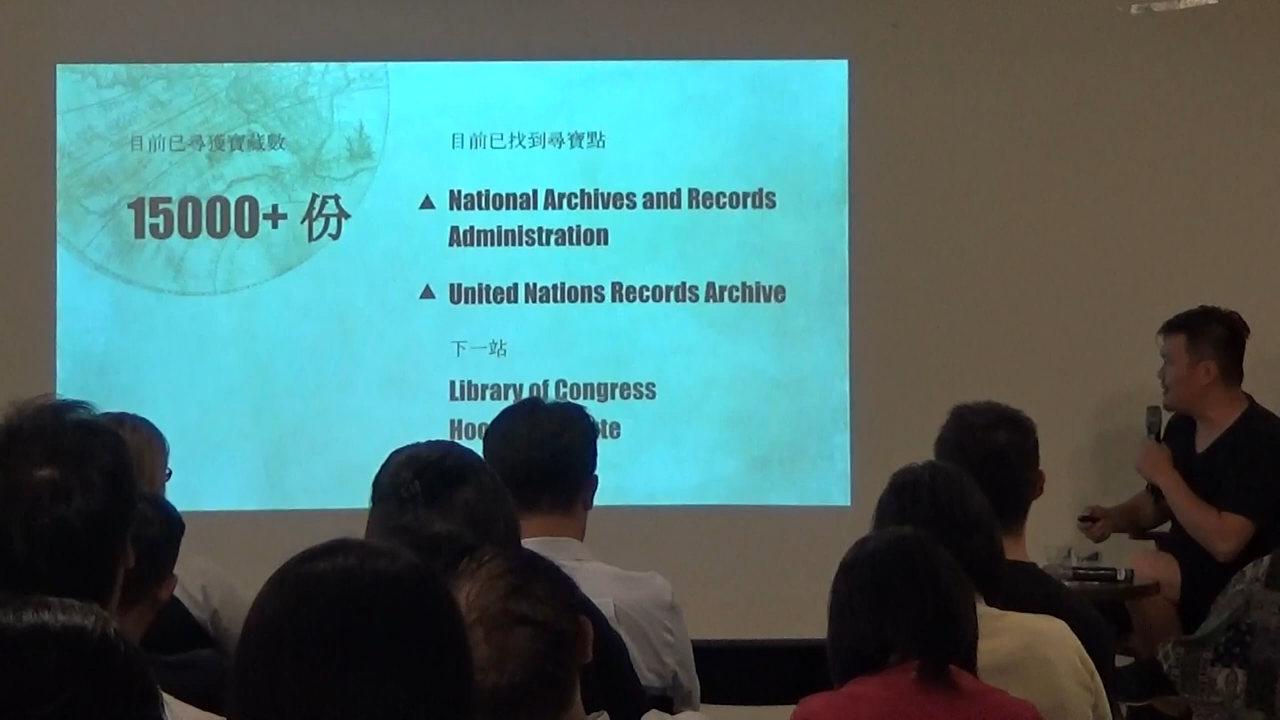 目前已尋獲寶藏數
15000+ 份
目前已找到尋寶點
▲ National Archives and Records
Administration
▲ United Nations Records Archive
下一站
Library of Congress